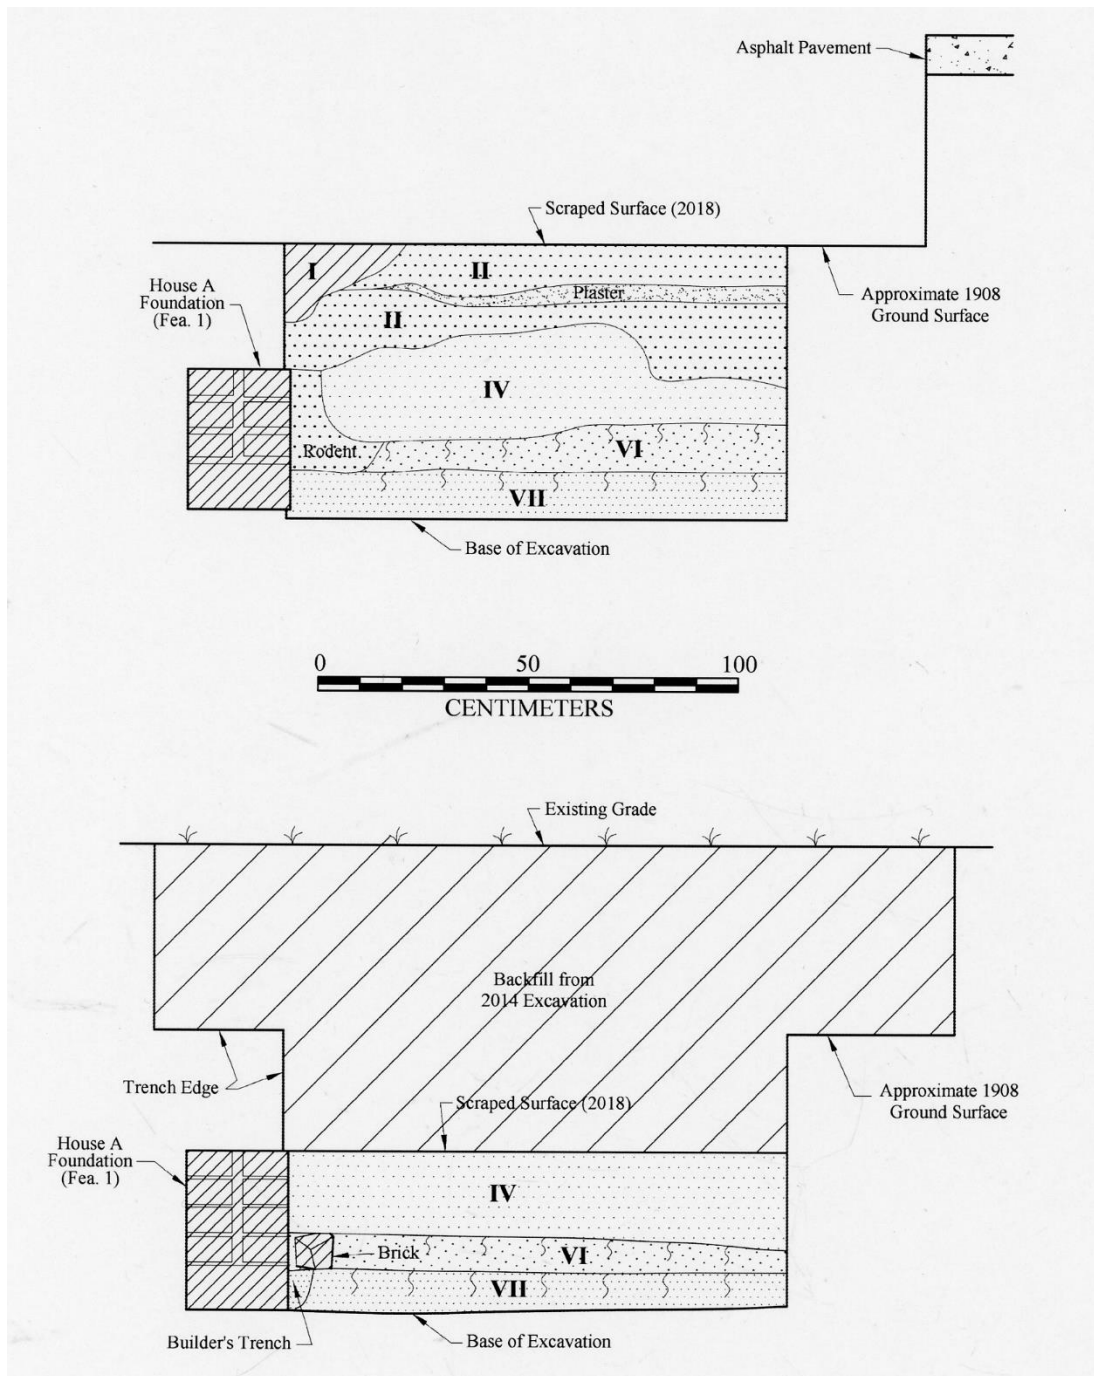 Asphalt Pavement
Scraped Surface (2018)
I
II
House A
Foundation
(Fea. 1)
Plaster
Approximate 1908
Ground Surface
II
IV
Rodent
VI
VII
Base of Excavation
0 50 100
CENTIMETERS
Existing Grade
Backfill from
2014 Excavation
Trench Edge
Approximate 1908
Ground Surface
Scraped Surface (2018)
House A
Foundation
(Fea. 1)
IV
Brick
VI
VII
Builder's Trench
Base of Excavation